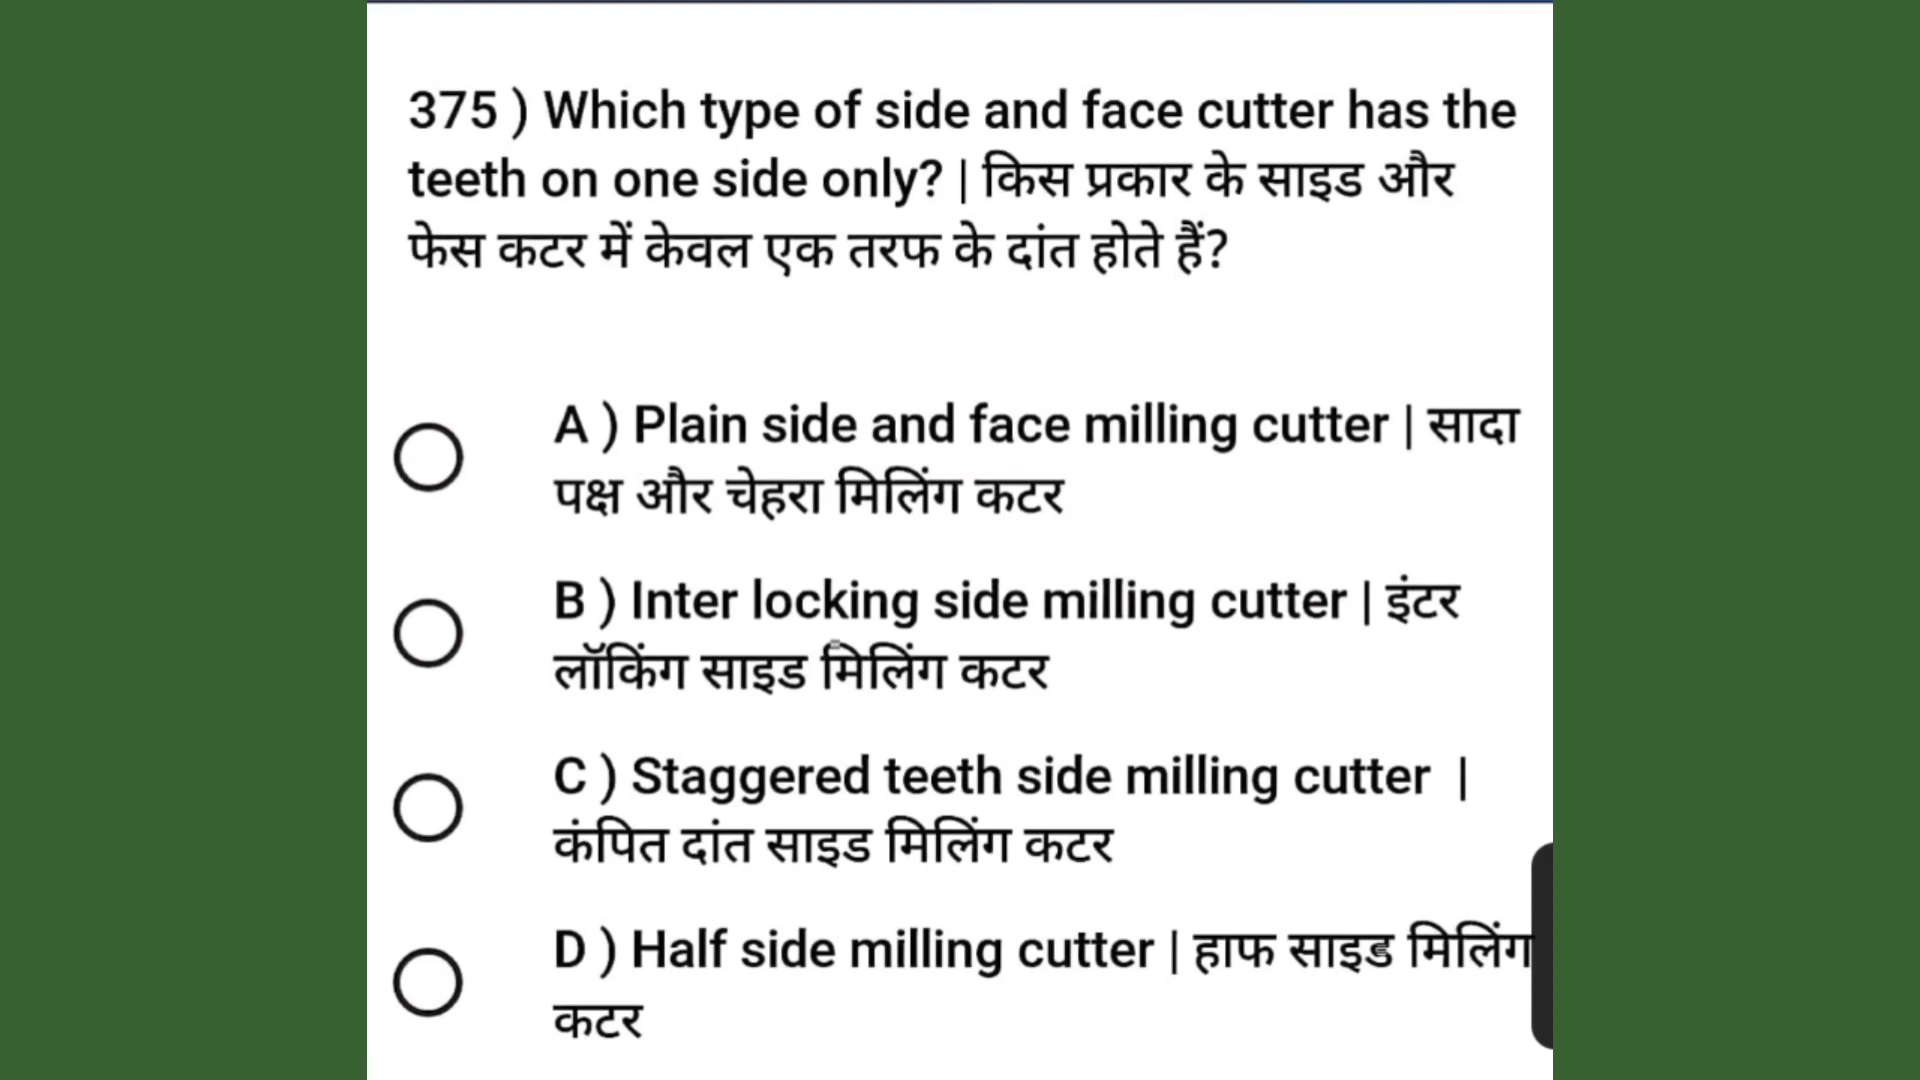 375 ) Which type of side and face cutter has the
teeth on one side only? | किस प्रकार के साइड और
फेस कटर में केवल एक तरफ के दांत होते हैं?
A ) Plain side and face milling cutter | सादा
पक्ष और चेहरा मिलिंग कटर
B ) Inter locking side milling cutter | इंटर
लॉकिंग साइड मिलिंग कटर
C ) Staggered teeth side milling cutter |
कंपित दांत साइड मिलिंग कटर
D ) Half side milling cutter | हाफ साइड मिलिंग
कटर